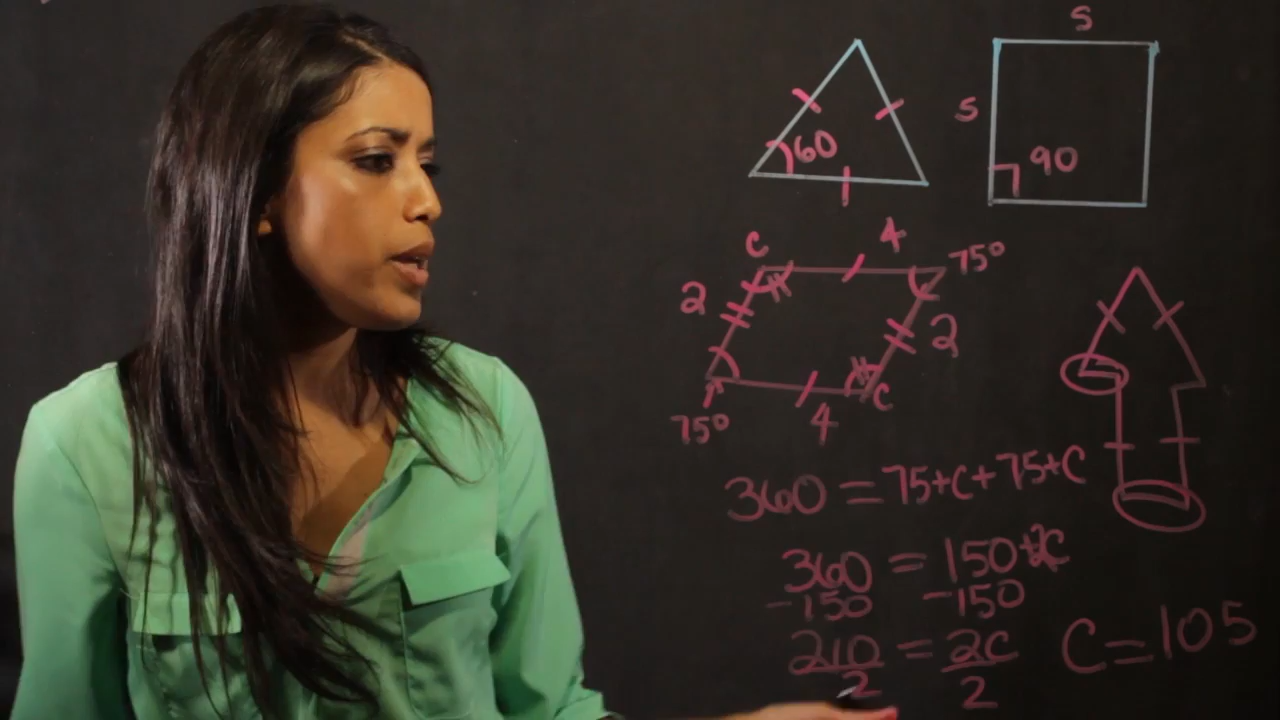 S
S
60
90
C
4
75°
2
2
75°
4
C
360 = 75+C+75+C
360 = 150+2C
-150 -150
210 = 2C
2 2
C=105